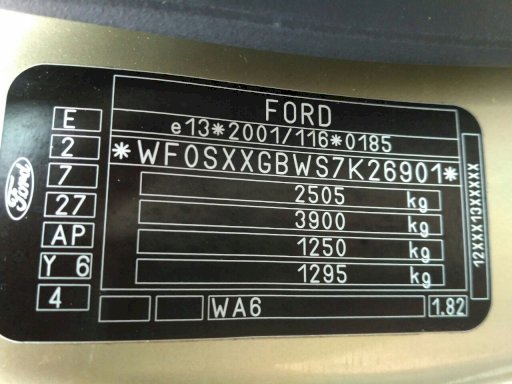 FORD
e13*2001/116*0185
*WF0SXXGBWS7K26901*
2505 kg
3900 kg
1250 kg
1295 kg
WA6 1.82
E
2
7
27
AP
Y 6
4
Ford
12XXX13XXXXX